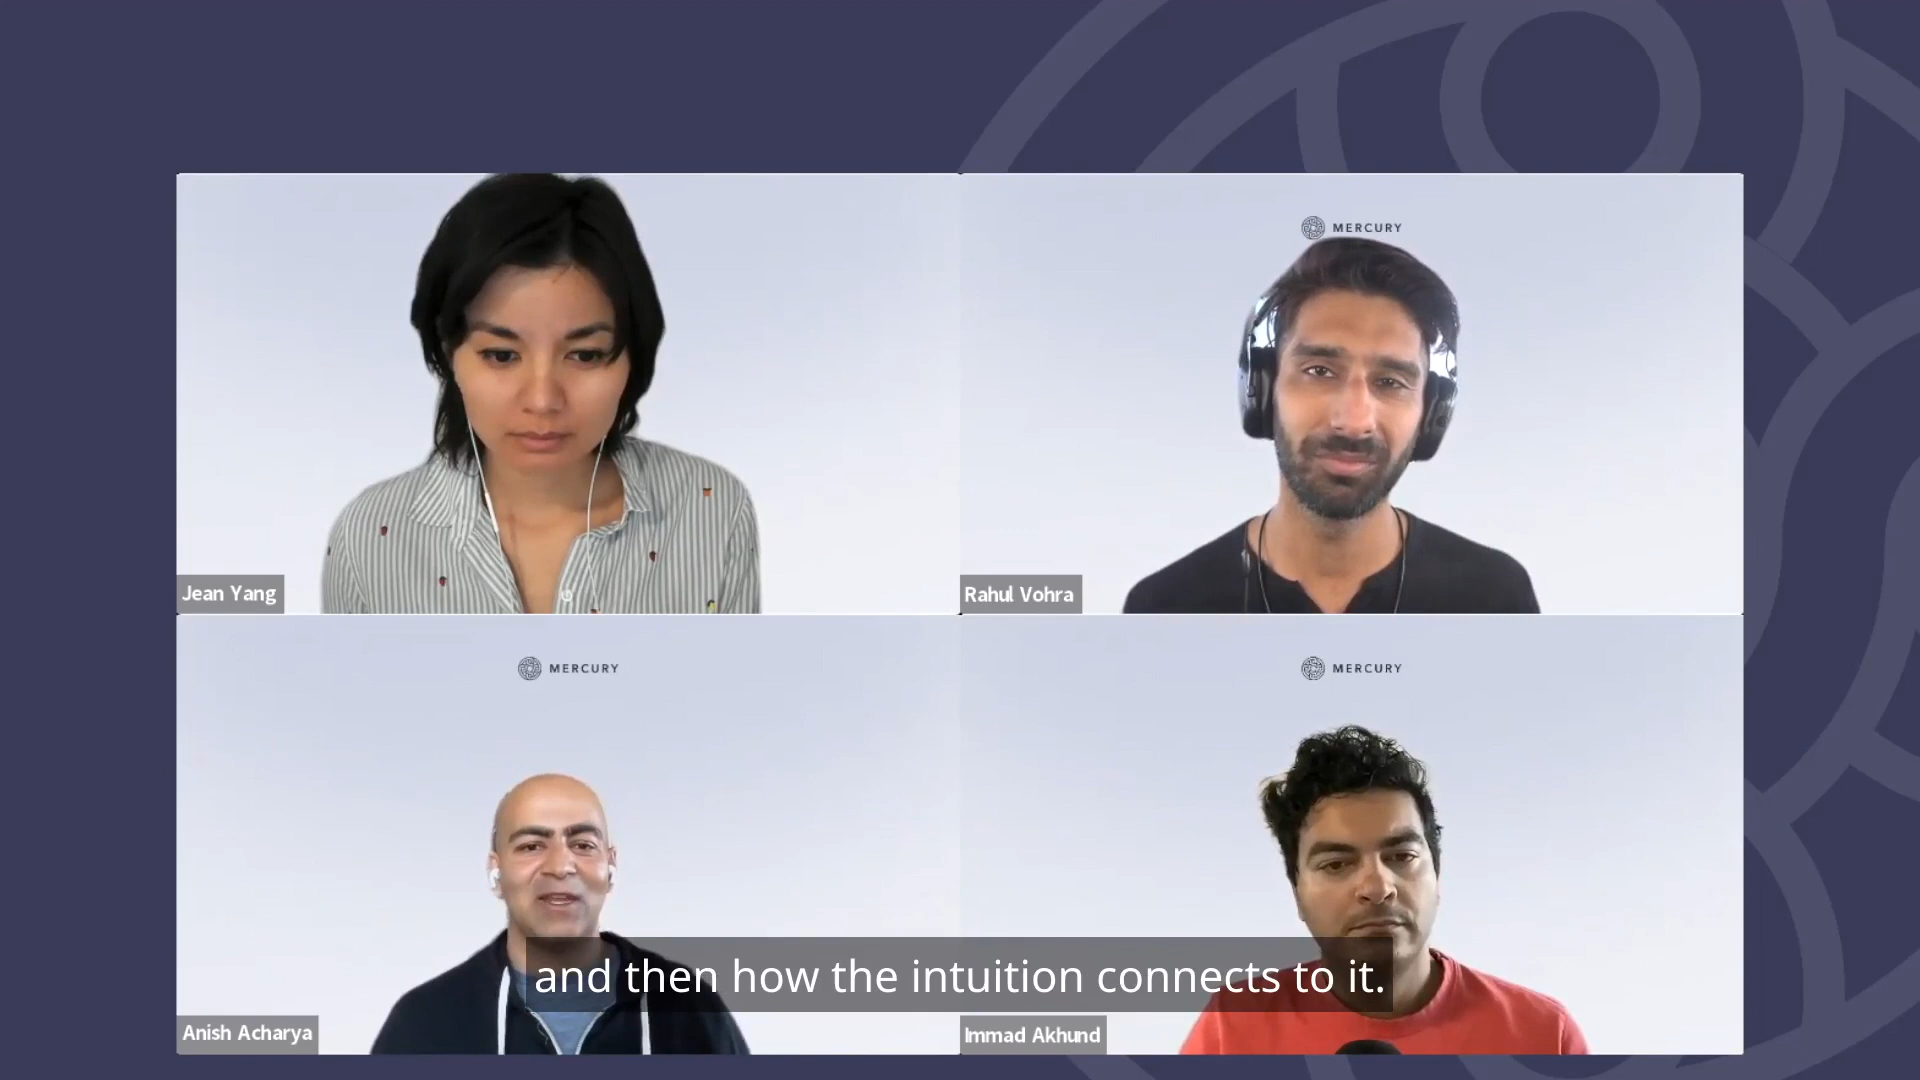 MERCURY
Jean Yang
Rahul Vohra
MERCURY
MERCURY
and then how the intuition connects to it.
Anish Acharya
Immad Akhund